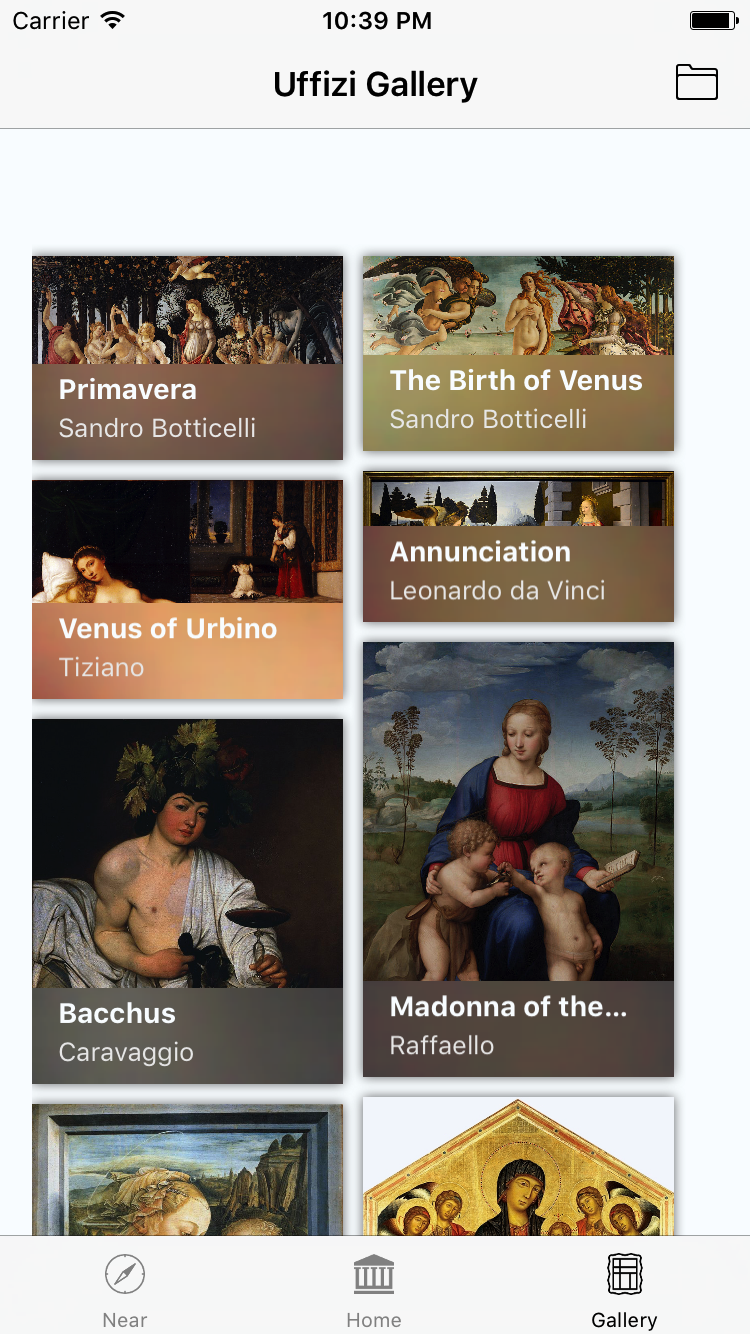 Carrier 10:39 PM
Uffizi Gallery
Primavera
Sandro Botticelli
The Birth of Venus
Sandro Botticelli
Venus of Urbino
Tiziano
Annunciation
Leonardo da Vinci
Bacchus
Caravaggio
Madonna of the...
Raffaello
Near Home Gallery